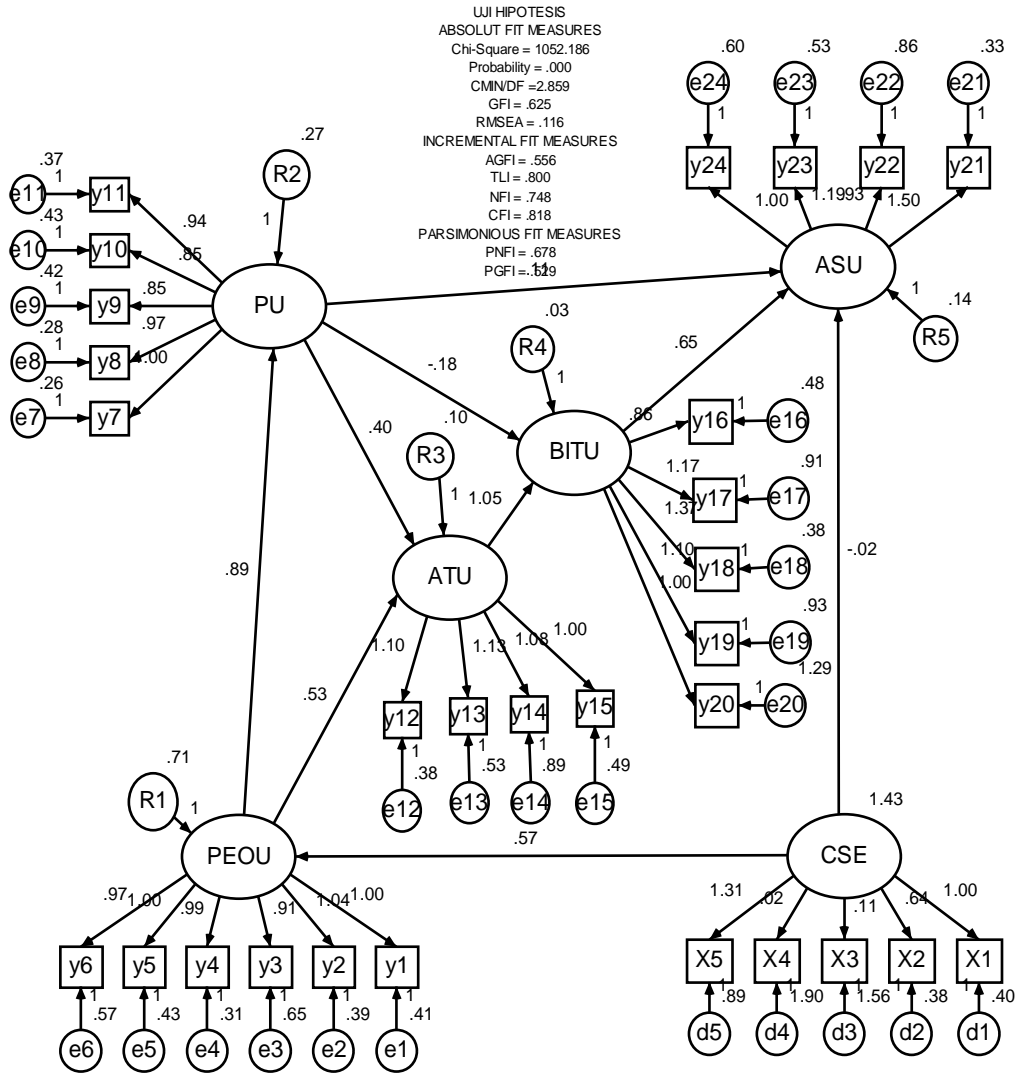 UJI HIPOTESIS
ABSOLUT FIT MEASURES
Chi-Square = 1052.186
Probability = .000
CMIN/DF =2.859
GFI = .625
RMSEA = .116
INCREMENTAL FIT MEASURES
AGFI = .556
TLI = .800
NFI = .748
CFI = .818
PARSIMONIOUS FIT MEASURES
PNFI = .678
PGFI =
.60 .53 .86 .33
e24 e23 e22 e21
1 1 1 1
y24 y23 y22 y21
1.00 1.19 .93 1.50
ASU
1 .14
R5
.27
R2
1
.37
e11 1 y11 .94
.43
e10 1 y10 .85
.42
e9 1 y9 .85
.28
e8 1 y8 .97
.26
e7 1 y7 1.00
PU
.03
R4
1
-.18
.65
.10
R3
1
.40
1.05
BITU
.86 y16 1 e16 .48
1.17 y17 1 e17 .91
1.37 y18 1 e18 .38
1.10 y19 1 e19 .93
1.00 y20 1 e20 1.29
-.02
.89
ATU
1.10 1.13 1.08 1.00
y12 y13 y14 y15
1 1 1 1
.38 .53 .89 .49
e12 e13 e14 e15
.53
.71
R1
1
PEOU
.57
1.43
CSE
.97 1.00 .99 .91 1.04 1.00
y6 y5 y4 y3 y2 y1
1 1 1 1 1 1
.57 .43 .31 .65 .39 .41
e6 e5 e4 e3 e2 e1
1.31 .02 .11 .64 1.00
X5 X4 X3 X2 X1
1 1 1 1
.89 1.90 1.56 .38 .40
d5 d4 d3 d2 d1